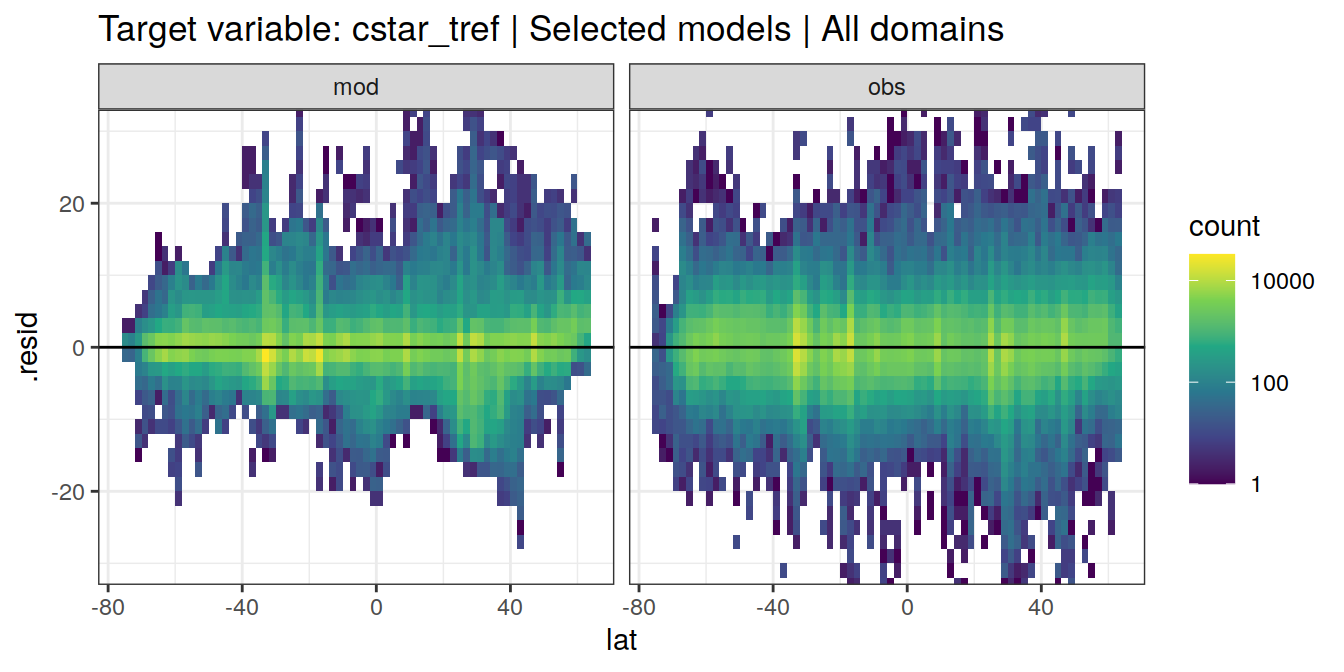 Target variable: cstar_tref | Selected models | All domains
mod
obs
.resid
20
0
-20
-80
-40
0
40
-80
-40
0
40
lat
count
10000
100
1